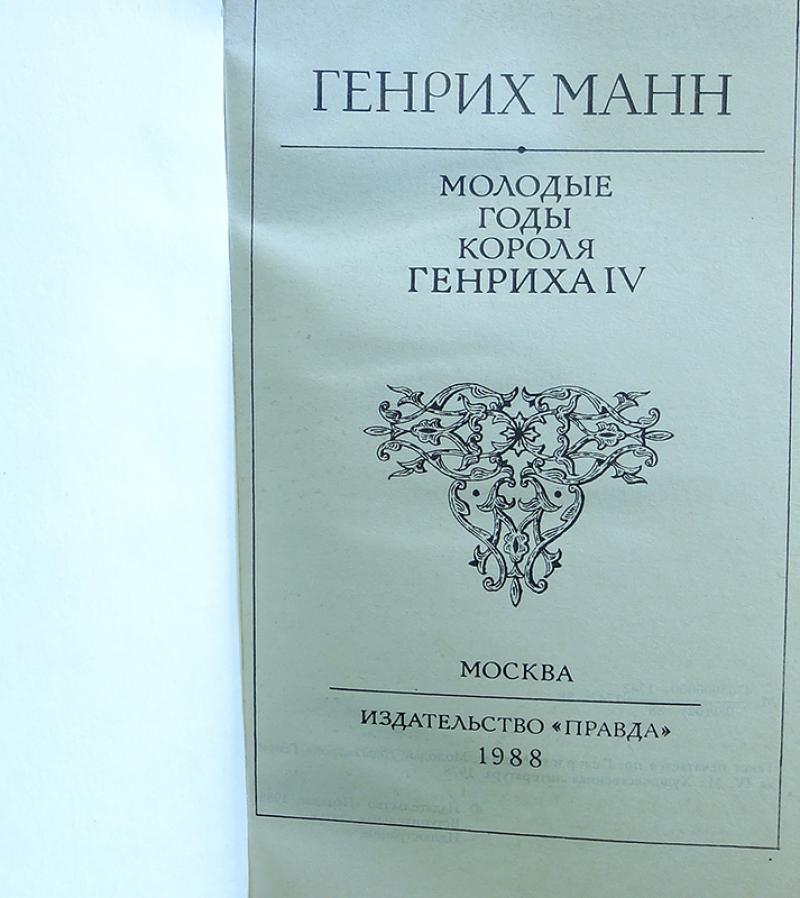 ГЕНРИХ МАНН
МОЛОДЫЕ
ГОДЫ
КОРОЛЯ
ГЕНРИХА IV
МОСКВА
ИЗДАТЕЛЬСТВО «ПРАВДА»
1988